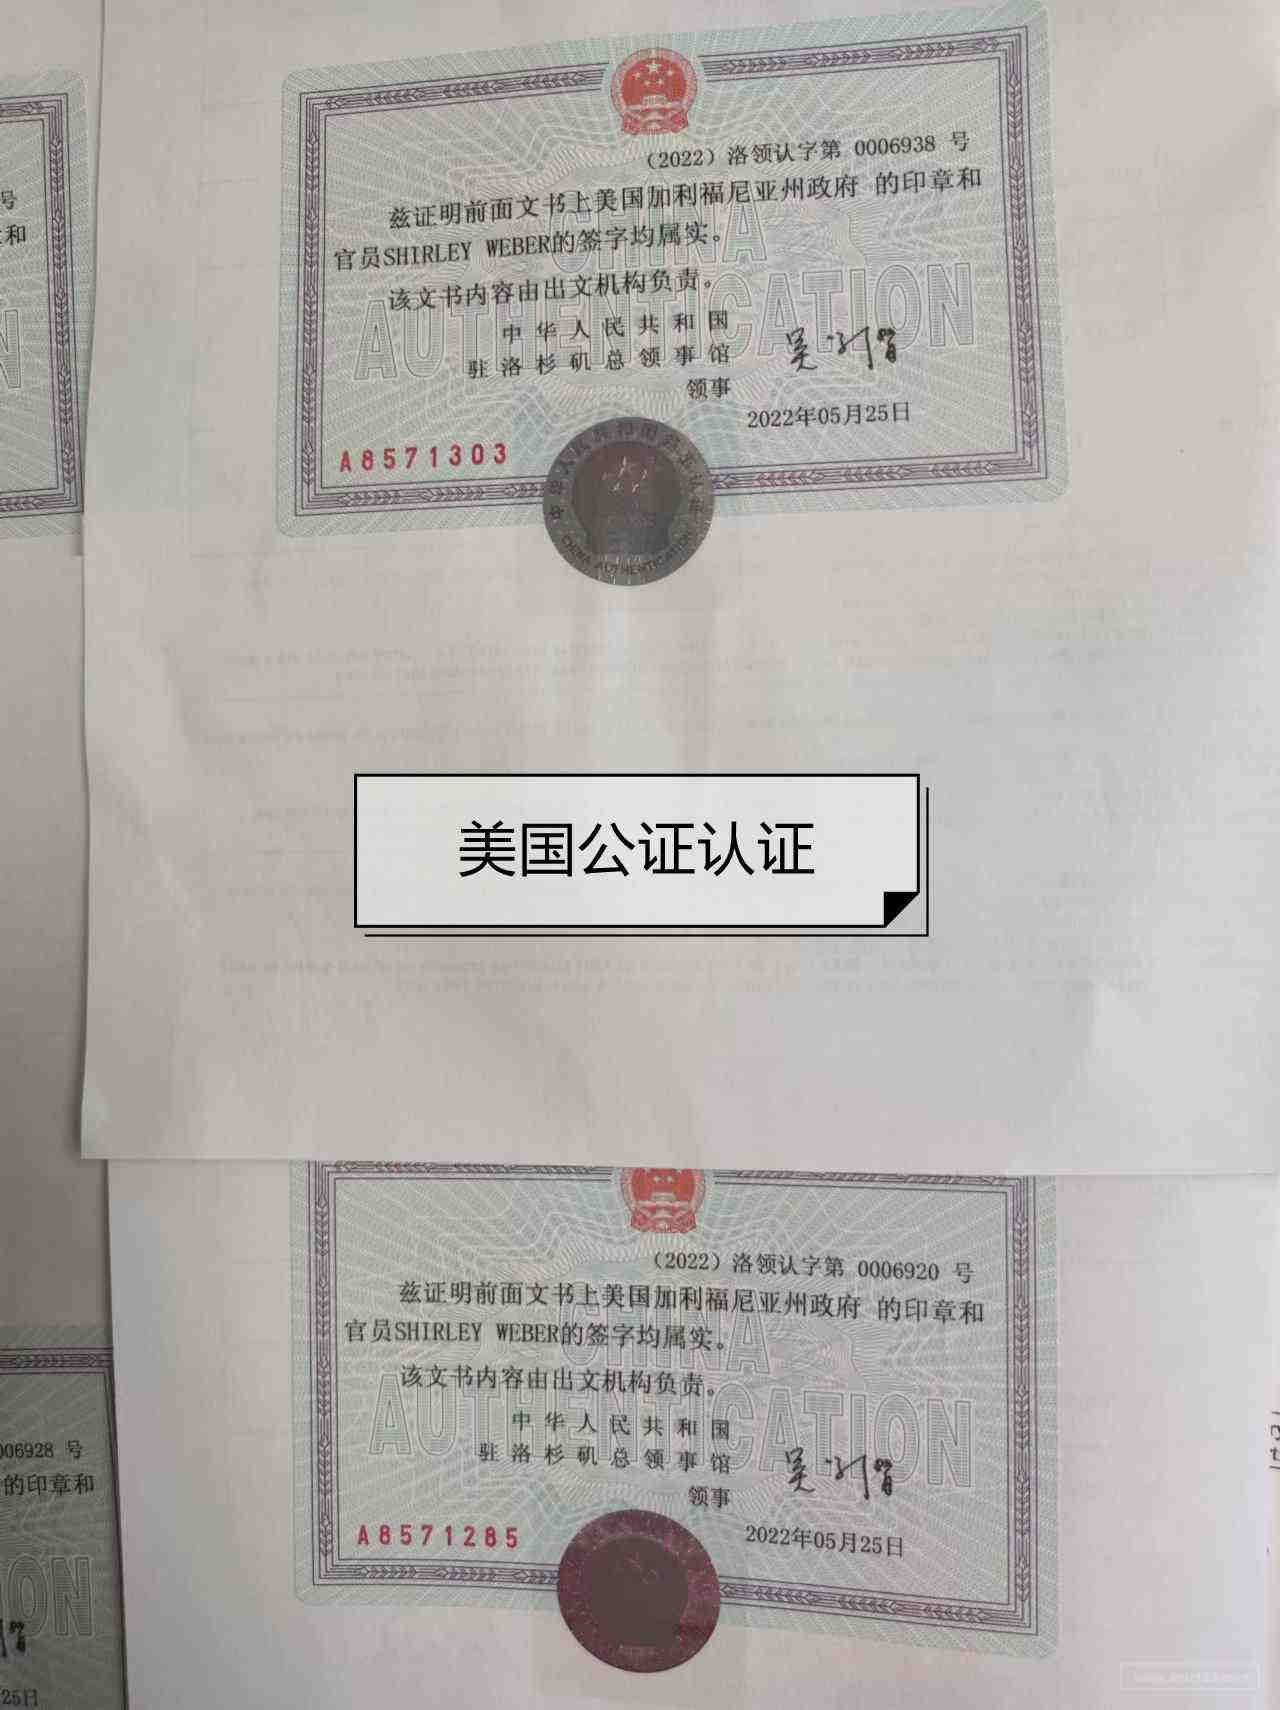 (2022)洛领认字第 0006938 号
兹证明前面文书上美国加利福尼亚州政府 的印章和
官员SHIRLEY WEBER的签字均属实。
该文书内容由出文机构负责。
中华人民共和国
驻洛杉矶总领事馆
领事
2022年05月25日
A8571303
CHINA
AUTHENTICATION
CHINA AUTHENTICATION
号
和
N
美国公证认证
(2022)洛领认字第 0006920 号
兹证明前面文书上美国加利福尼亚州政府 的印章和
官员SHIRLEY WEBER的签字均属实。
该文书内容由出文机构负责。
中华人民共和国
驻洛杉矶总领事馆
领事
2022年05月25日
A8571285
CHINA
AUTHENTICATION
06928 号
的印章和
ON
25日